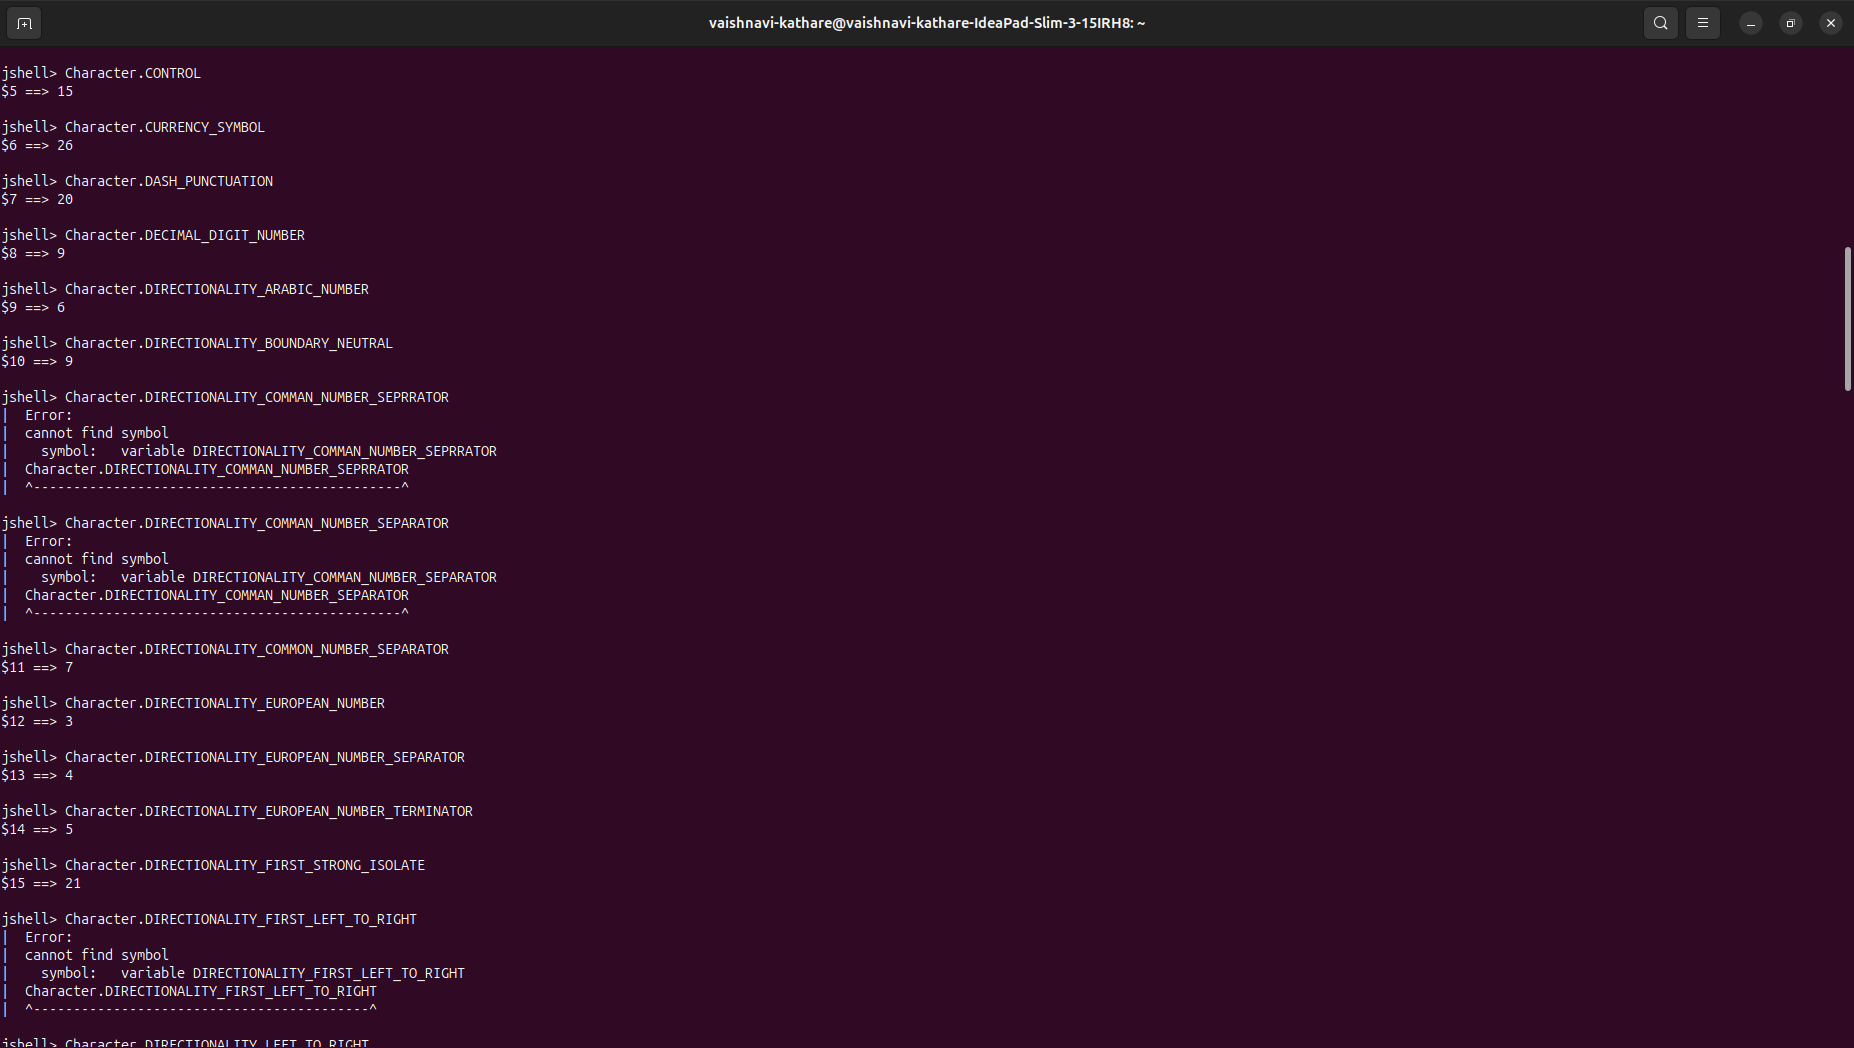 vaishnavi-kathare@vaishnavi-kathare-IdeaPad-Slim-3-15IRH8: ~
jshell> Character.CONTROL
$5 ==> 15
jshell> Character.CURRENCY_SYMBOL
$6 ==> 26
jshell> Character.DASH_PUNCTUATION
$7 ==> 20
jshell> Character.DECIMAL_DIGIT_NUMBER
$8 ==> 9
jshell> Character.DIRECTIONALITY_ARABIC_NUMBER
$9 ==> 6
jshell> Character.DIRECTIONALITY_BOUNDARY_NEUTRAL
$10 ==> 9
jshell> Character.DIRECTIONALITY_COMMAN_NUMBER_SEPRRATOR
|  Error:
|  cannot find symbol
|    symbol:   variable DIRECTIONALITY_COMMAN_NUMBER_SEPRRATOR
|  Character.DIRECTIONALITY_COMMAN_NUMBER_SEPRRATOR
|  ^----------------------------------------------^
jshell> Character.DIRECTIONALITY_COMMAN_NUMBER_SEPARATOR
|  Error:
|  cannot find symbol
|    symbol:   variable DIRECTIONALITY_COMMAN_NUMBER_SEPARATOR
|  Character.DIRECTIONALITY_COMMAN_NUMBER_SEPARATOR
|  ^----------------------------------------------^
jshell> Character.DIRECTIONALITY_COMMON_NUMBER_SEPARATOR
$11 ==> 7
jshell> Character.DIRECTIONALITY_EUROPEAN_NUMBER
$12 ==> 3
jshell> Character.DIRECTIONALITY_EUROPEAN_NUMBER_SEPARATOR
$13 ==> 4
jshell> Character.DIRECTIONALITY_EUROPEAN_NUMBER_TERMINATOR
$14 ==> 5
jshell> Character.DIRECTIONALITY_FIRST_STRONG_ISOLATE
$15 ==> 21
jshell> Character.DIRECTIONALITY_FIRST_LEFT_TO_RIGHT
|  Error:
|  cannot find symbol
|    symbol:   variable DIRECTIONALITY_FIRST_LEFT_TO_RIGHT
|  Character.DIRECTIONALITY_FIRST_LEFT_TO_RIGHT
|  ^------------------------------------------^
jshell> Character.DIRECTIONALITY_LEFT_TO_RIGHT